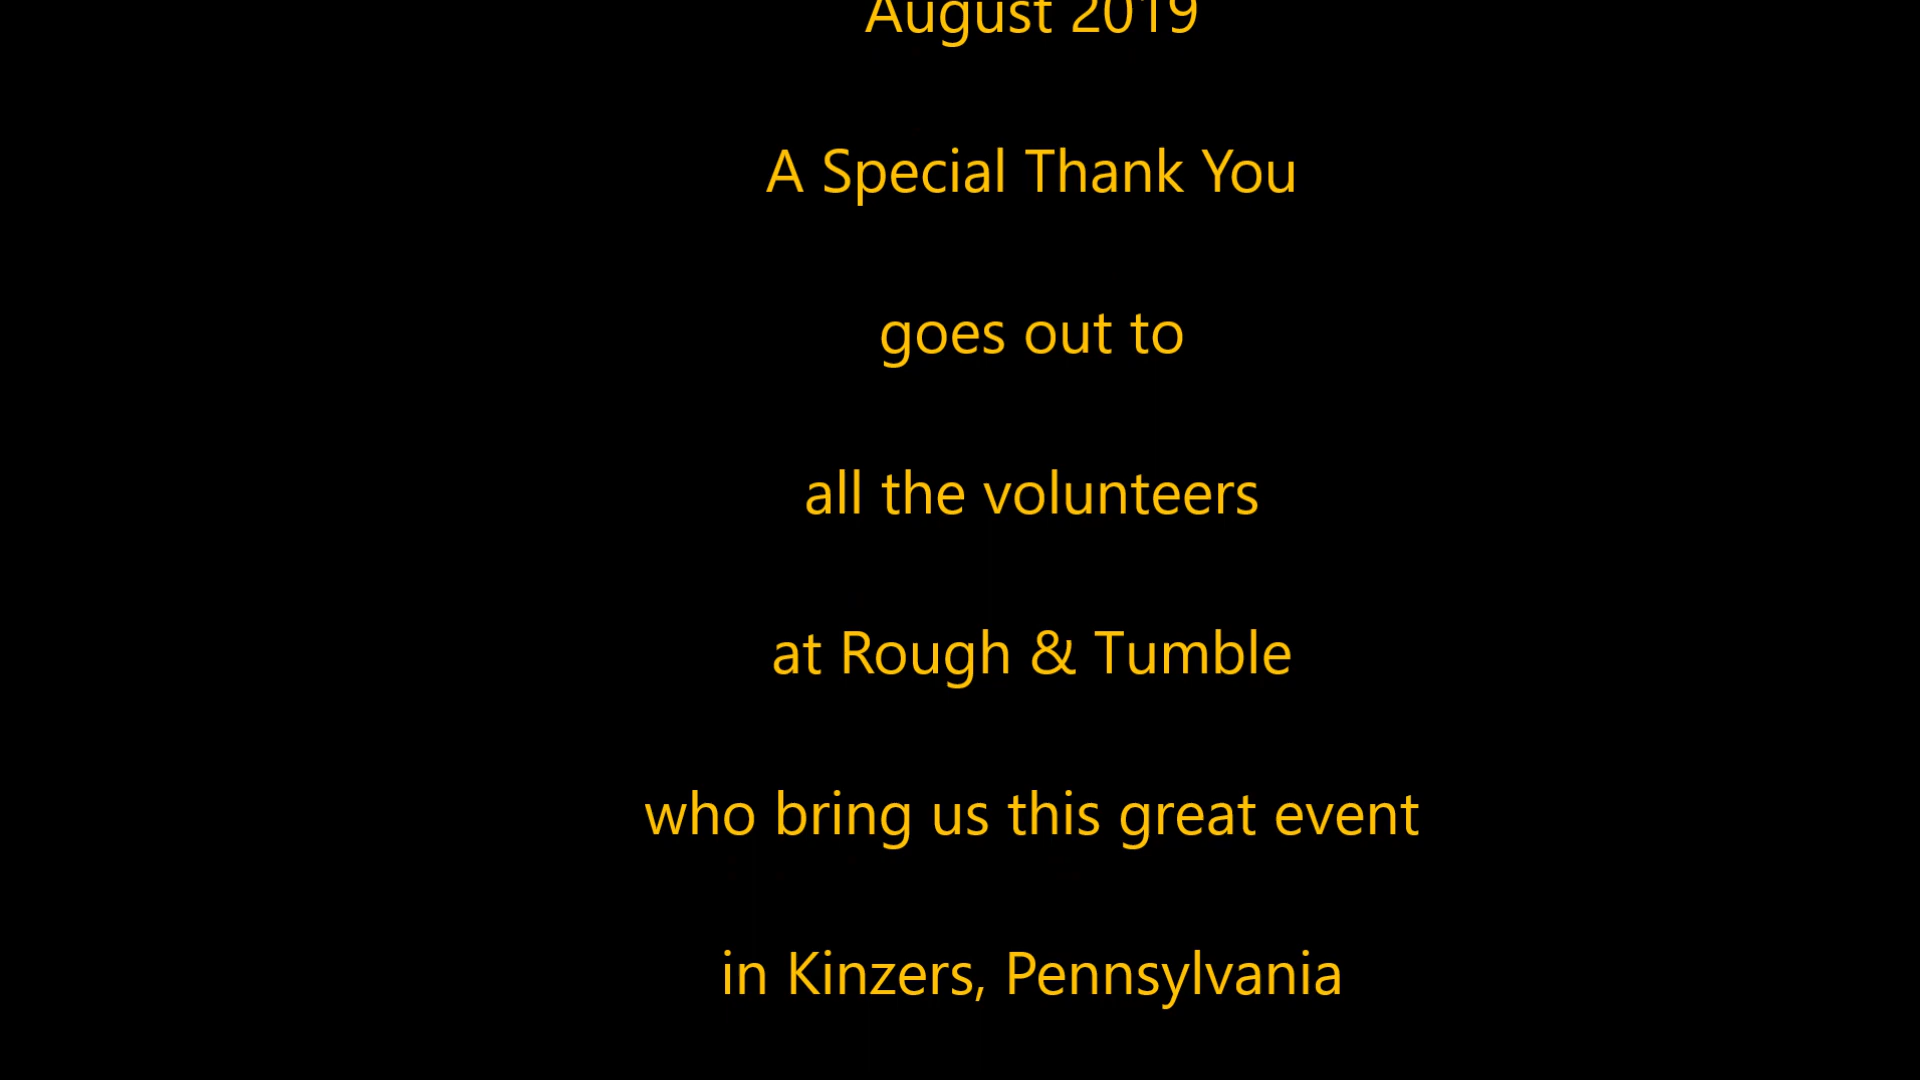 August 2019
A Special Thank You
goes out to
all the volunteers
at Rough & Tumble
who bring us this great event
in Kinzers, Pennsylvania